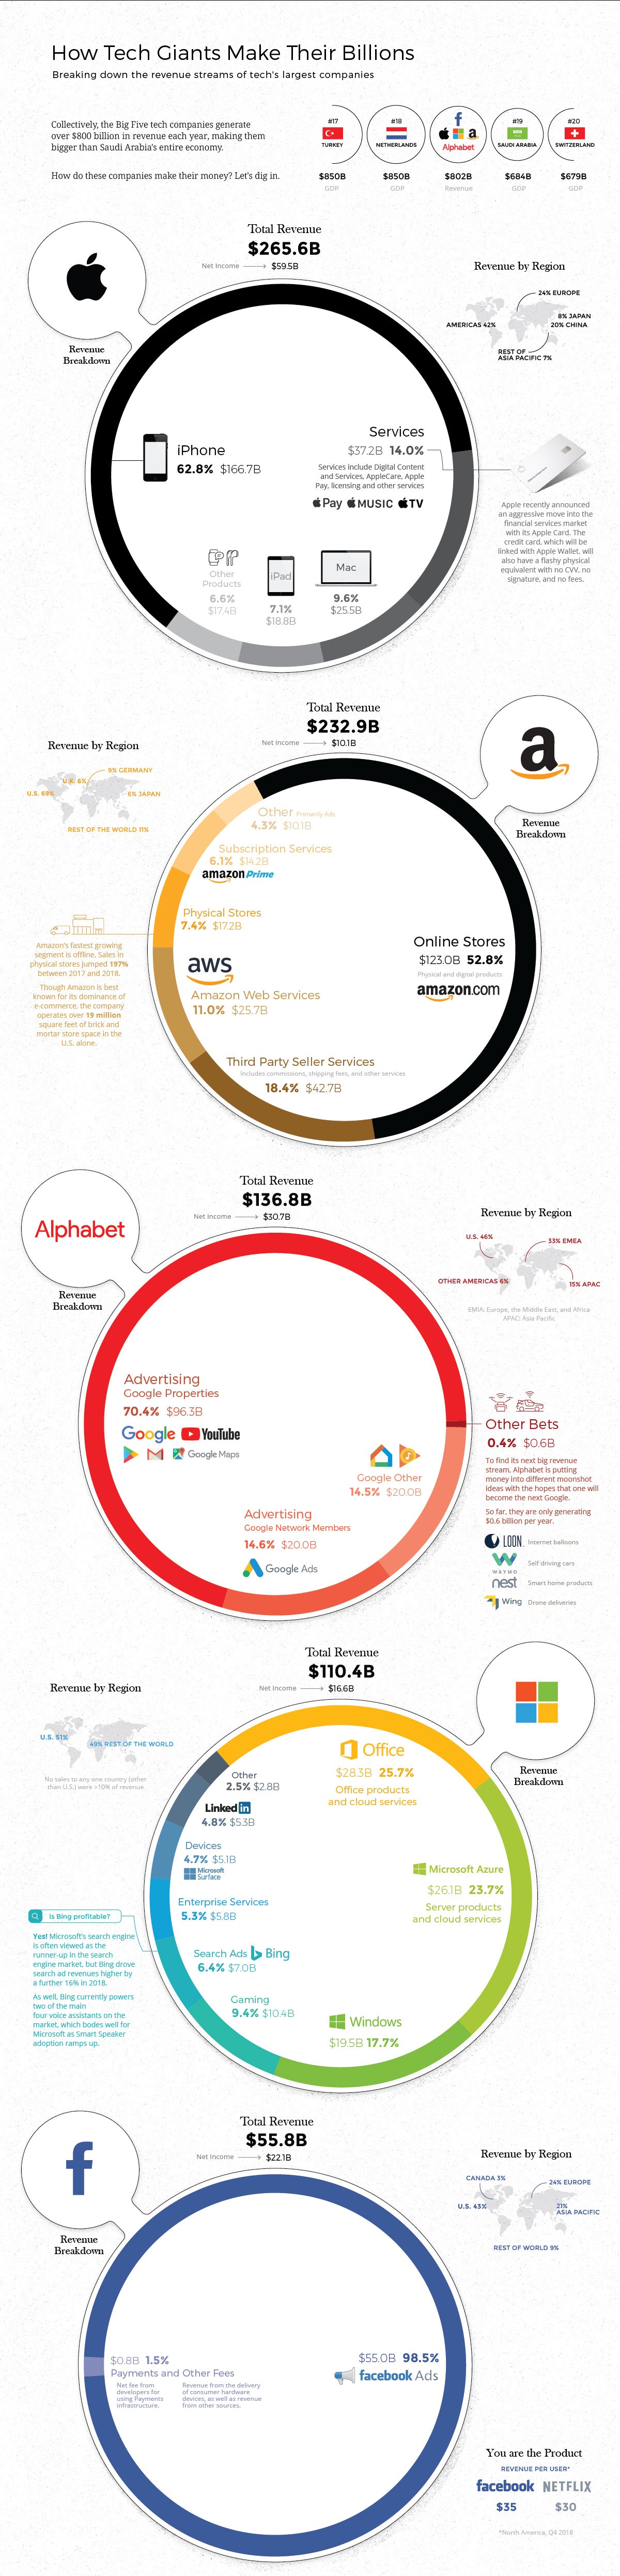 How Tech Giants Make Their Billions
Breaking down the revenue streams of tech's largest companies
Collectively, the Big Five tech companies generate
over $800 billion in revenue each year, making them
bigger than Saudi Arabia's entire economy.
How do these companies make their money? Let's dig in.
#17
TURKEY
$850B
GDP
#18
NETHERLANDS
$850B
GDP
f
a
Alphabet
$802B
Revenue
#19
SAUDI ARABIA
$684B
GDP
#20
SWITZERLAND
$679B
GDP
Revenue
Breakdown
Total Revenue
$265.6B
Net Income
$59.5B
Revenue by Region
24% EUROPE
8% JAPAN
AMERICAS 42%
20% CHINA
REST OF
ASIA PACIFIC 7%
iPhone
62.8% $166.7B
Services
$37.2B 14.0%
Services include Digital Content
and Services, AppleCare, Apple
Pay, licensing and other services
Pay MUSIC TV
Apple recently announced
an aggressive move into the
financial services market
with its Apple Card. The
credit card, which will be
linked with Apple Wallet, will
also have a flashy physical
equivalent with no CVV, no
signature, and no fees.
Other
Products
6.6%
$17.4B
iPad
7.1%
$18.8B
Mac
9.6%
$25.5B
Total Revenue
$232.9B
Net Income
$10.1B
a
Revenue
Breakdown
Revenue by Region
9% GERMANY
U.K. 6%
U.S. 69%
6% JAPAN
REST OF THE WORLD 11%
Other Primarily Ads
4.3% $10.1B
Subscription Services
6.1% $14.2B
amazon Prime
Physical Stores
7.4% $17.2B
Amazon's fastest growing
segment is offline. Sales in
physical stores jumped 197%
between 2017 and 2018.
Though Amazon is best
known for its dominance of
e-commerce, the company
operates over 19 million
square feet of brick and
mortar store space in the
U.S. alone.
aws
Amazon Web Services
11.0% $25.7B
Online Stores
$123.0B 52.8%
Physical and digital products
amazon.com
Third Party Seller Services
Includes commissions, shipping fees, and other services
18.4% $42.7B
Alphabet
Revenue
Breakdown
Total Revenue
$136.8B
Net Income
$30.7B
Revenue by Region
U.S. 46%
33% EMEA
OTHER AMERICAS 6%
15% APAC
EMIA: Europe, the Middle East, and Africa
APAC: Asia Pacific
Advertising
Google Properties
70.4% $96.3B
Google YouTube
Google Maps
Google Other
14.5% $20.0B
Advertising
Google Network Members
14.6% $20.0B
Google Ads
Other Bets
0.4% $0.6B
To find its next big revenue
stream, Alphabet is putting
money into different moonshot
ideas with the hopes that one will
become the next Google.
So far, they are only generating
$0.6 billion per year.
LOON Internet balloons
WAYMO Self driving cars
nest Smart home products
Wing Drone deliveries
Total Revenue
$110.4B
Net Income
$16.6B
Revenue
Breakdown
Revenue by Region
U.S. 51%
49% REST OF THE WORLD
No sales to any one country (other
than U.S.) were >10% of revenue
Office
$28.3B 25.7%
Office products
and cloud services
Other
2.5% $2.8B
LinkedIn
4.8% $5.3B
Devices
4.7% $5.1B
Microsoft
Surface
Microsoft Azure
$26.1B 23.7%
Server products
and cloud services
Enterprise Services
5.3% $5.8B
Is Bing profitable?
Yes! Microsoft's search engine
is often viewed as the
runner-up in the search
engine market, but Bing drove
search ad revenues higher by
a further 16% in 2018.
As well, Bing currently powers
two of the main
four voice assistants on the
market, which bodes well for
Microsoft as Smart Speaker
adoption ramps up.
Search Ads Bing
6.4% $7.0B
Gaming
9.4% $10.4B
Windows
$19.5B 17.7%
f
Revenue
Breakdown
Total Revenue
$55.8B
Net Income
$22.1B
Revenue by Region
CANADA 3%
24% EUROPE
U.S. 43%
21%
ASIA PACIFIC
REST OF WORLD 9%
$0.8B 1.5%
Payments and Other Fees
Net fee from
developers for
using Payments
infrastructure.
Revenue from the delivery
of consumer hardware
devices, as well as revenue
from other sources.
$55.0B 98.5%
facebook Ads
You are the Product
REVENUE PER USER*
facebook NETFLIX
$35 $30
*North America, Q4 2018